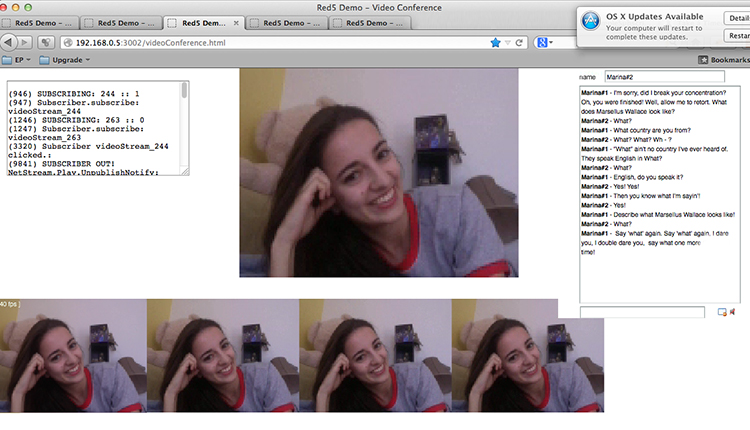 Red5 Demo - Video Conference
Red5 Demo – ...
Red5 Demo – ...
Red5 D...
Red5 Demo – ...
Red5 Demo – ...
OS X Updates Available
Your computer will restart to
complete these updates.
Details
Restart
192.168.0.5:3002/videoConference.html
EP
Upgrade
Bookmarks
(946) SUBSCRIBING: 244 :: 1
(947) Subscriber.subscribe:
videoStream_244
(1246) SUBSCRIBING: 263 :: 0
(1247) Subscriber.subscribe:
videoStream_263
(3320) Subscriber videoStream_244
clicked.:
(9841) SUBSCRIBER OUT!
NetStream.Play.UnpublishNotify:
name
Marina#2
Marina#1 - I'm sorry, did I break your concentration?
Oh, you were finished! Well, allow me to retort. What
does Marsellus Wallace look like?
Marina#2 - What?
Marina#1 - What country are you from?
Marina#2 - What? What? Wh - ?
Marina#1 - "What" ain't no country I've ever heard of.
They speak English in What?
Marina#2 - What?
Marina#1 - English, do you speak it?
Marina#2 - Yes! Yes!
Marina#1 - Then you know what I'm sayin'!
Marina#2 - Yes!
Marina#1 - Describe what Marsellus Wallace looks like!
Marina#2 - What?
Marina#1 - Say 'what' again. Say 'what' again. I dare
you, I double dare you, say what one more
time!
40 fps ]